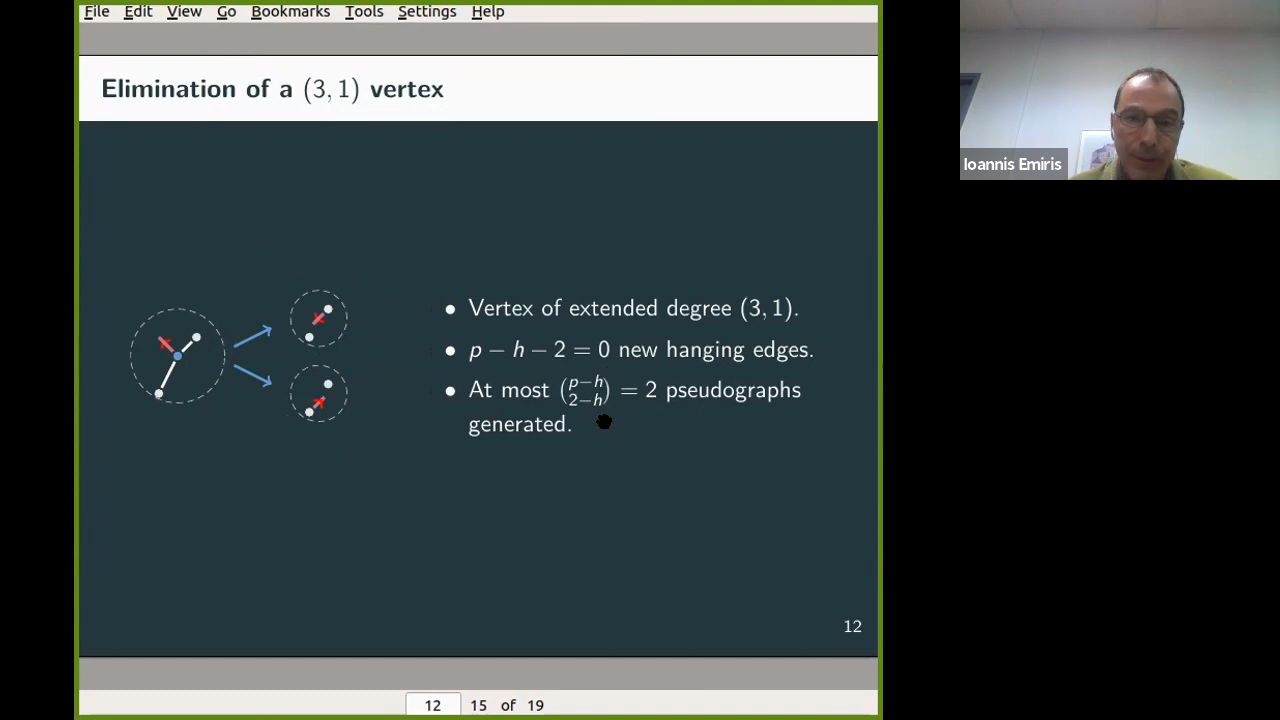 File Edit View Go Bookmarks Tools Settings Help
Elimination of a (3, 1) vertex
Ioannis Emiris
• Vertex of extended degree (3, 1).
• p − h − 2 = 0 new hanging edges.
• At most (p−h 2−h) = 2 pseudographs
generated.
12
12 15 of 19